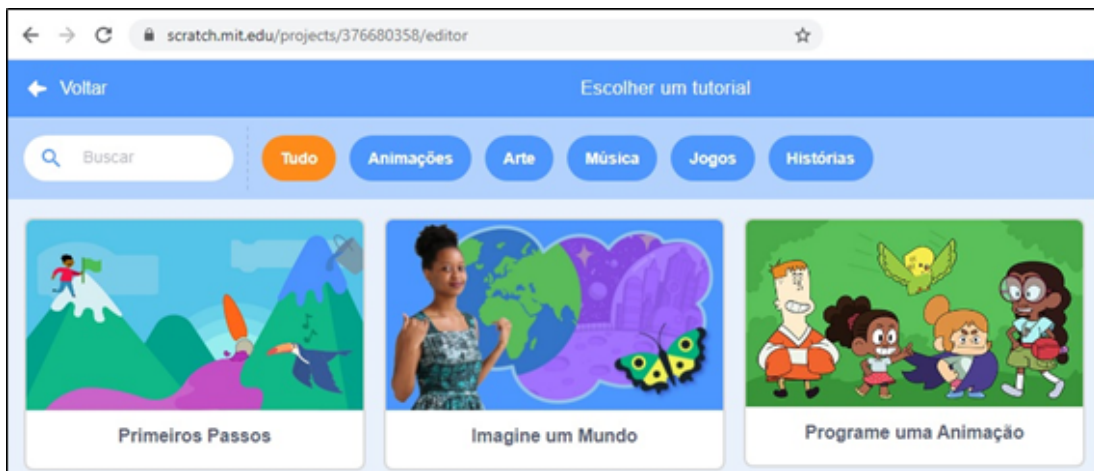 scratch.mit.edu/projects/376680358/editor
Voltar
Escolher um tutorial
Buscar
Tudo
Animações
Arte
Música
Jogos
Histórias
Primeiros Passos
Imagine um Mundo
Programe uma Animação